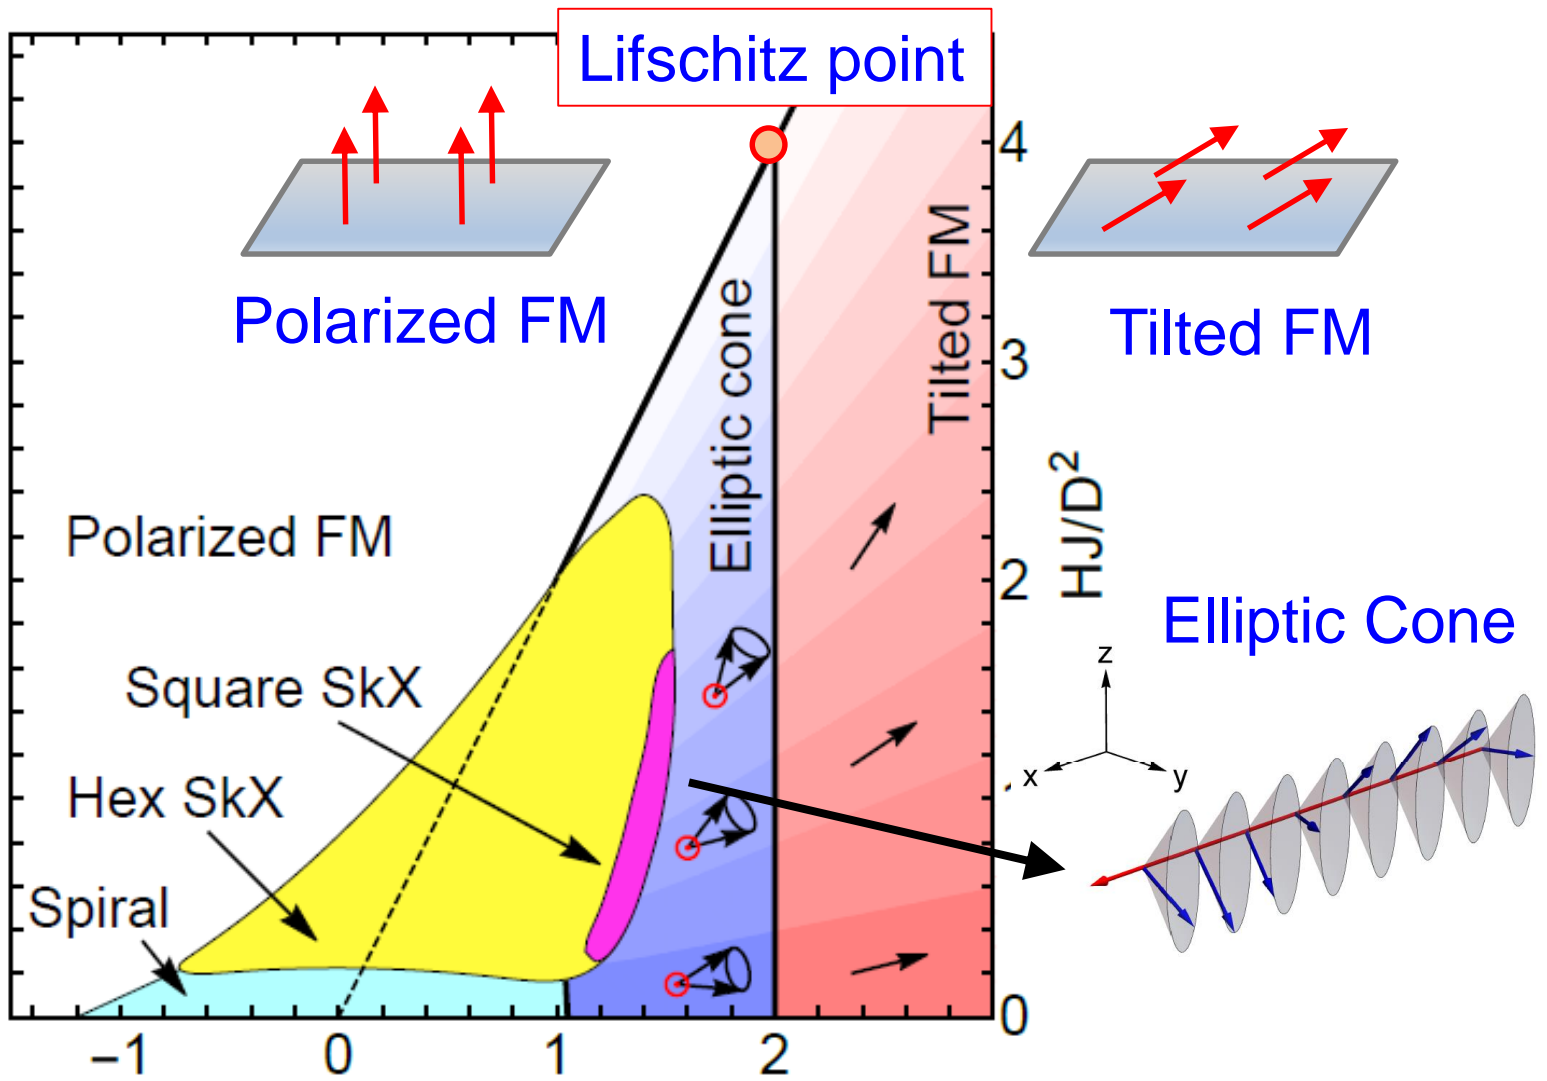 Lifschitz point
4
Polarized FM
Tilted FM
Tilted FM
Elliptic cone
3
HJ/D²
Polarized FM
2
Elliptic Cone
Square SkX
z
x
y
Hex SkX
Spiral
0
−1
0
1
2